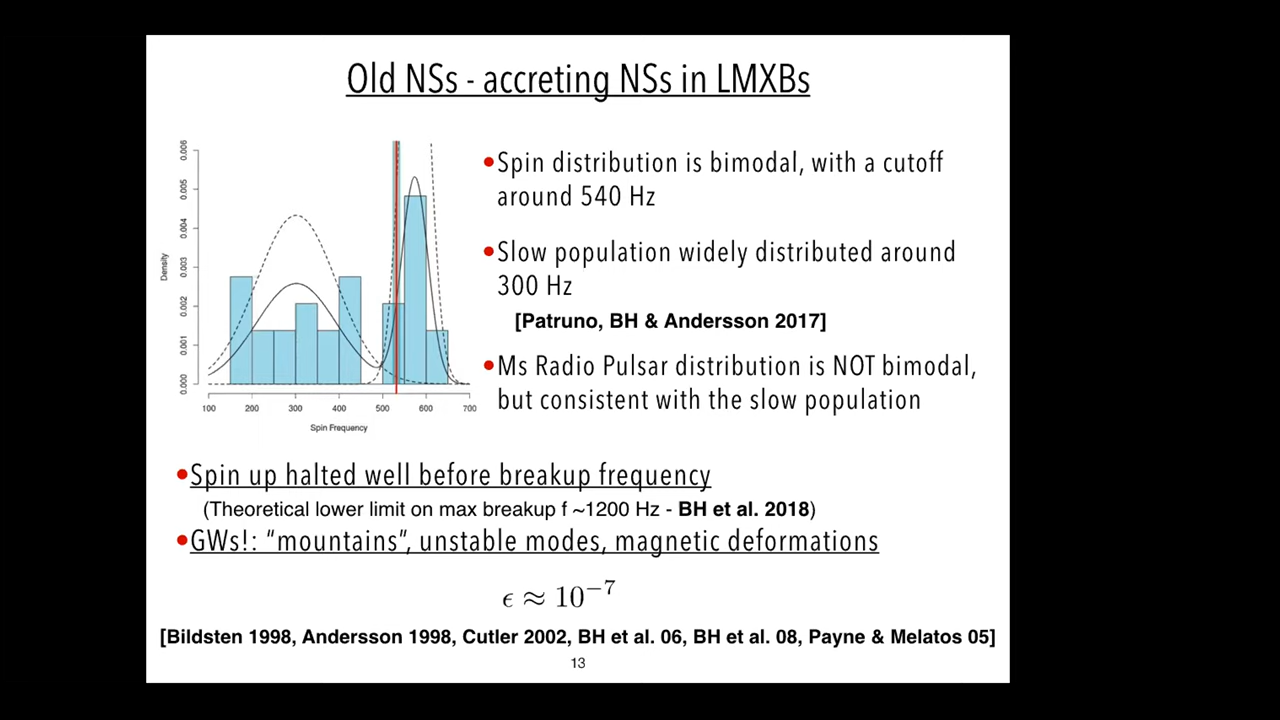 Old NSs - accreting NSs in LMXBs
0.006
0.005
0.004
0.003
0.002
0.001
0.000
Density
100 200 300 400 500 600 700
Spin Frequency
•Spin distribution is bimodal, with a cutoff
around 540 Hz
•Slow population widely distributed around
300 Hz
[Patruno, BH & Andersson 2017]
•Ms Radio Pulsar distribution is NOT bimodal,
but consistent with the slow population
•Spin up halted well before breakup frequency
(Theoretical lower limit on max breakup f ~1200 Hz - BH et al. 2018)
•GWs!: “mountains”, unstable modes, magnetic deformations
ϵ ≈ 10⁻⁷
[Bildsten 1998, Andersson 1998, Cutler 2002, BH et al. 06, BH et al. 08, Payne & Melatos 05]
13